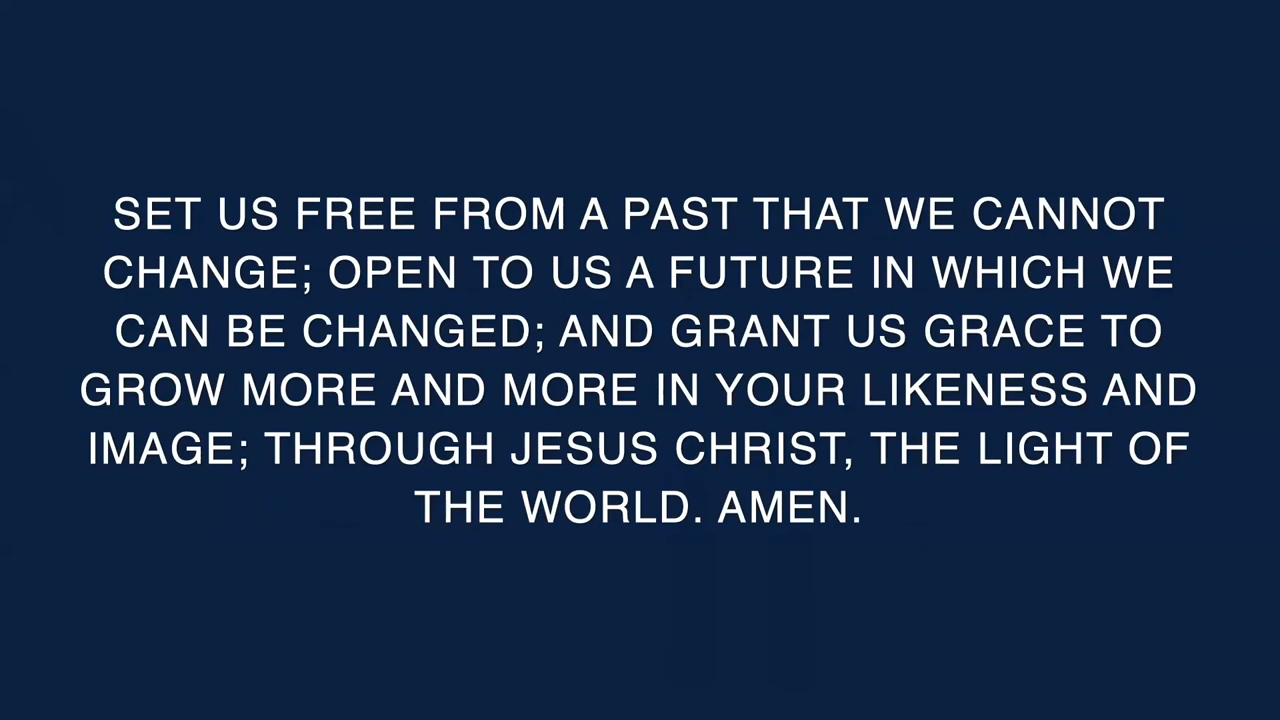 SET US FREE FROM A PAST THAT WE CANNOT
CHANGE; OPEN TO US A FUTURE IN WHICH WE
CAN BE CHANGED; AND GRANT US GRACE TO
GROW MORE AND MORE IN YOUR LIKENESS AND
IMAGE; THROUGH JESUS CHRIST, THE LIGHT OF
THE WORLD. AMEN.